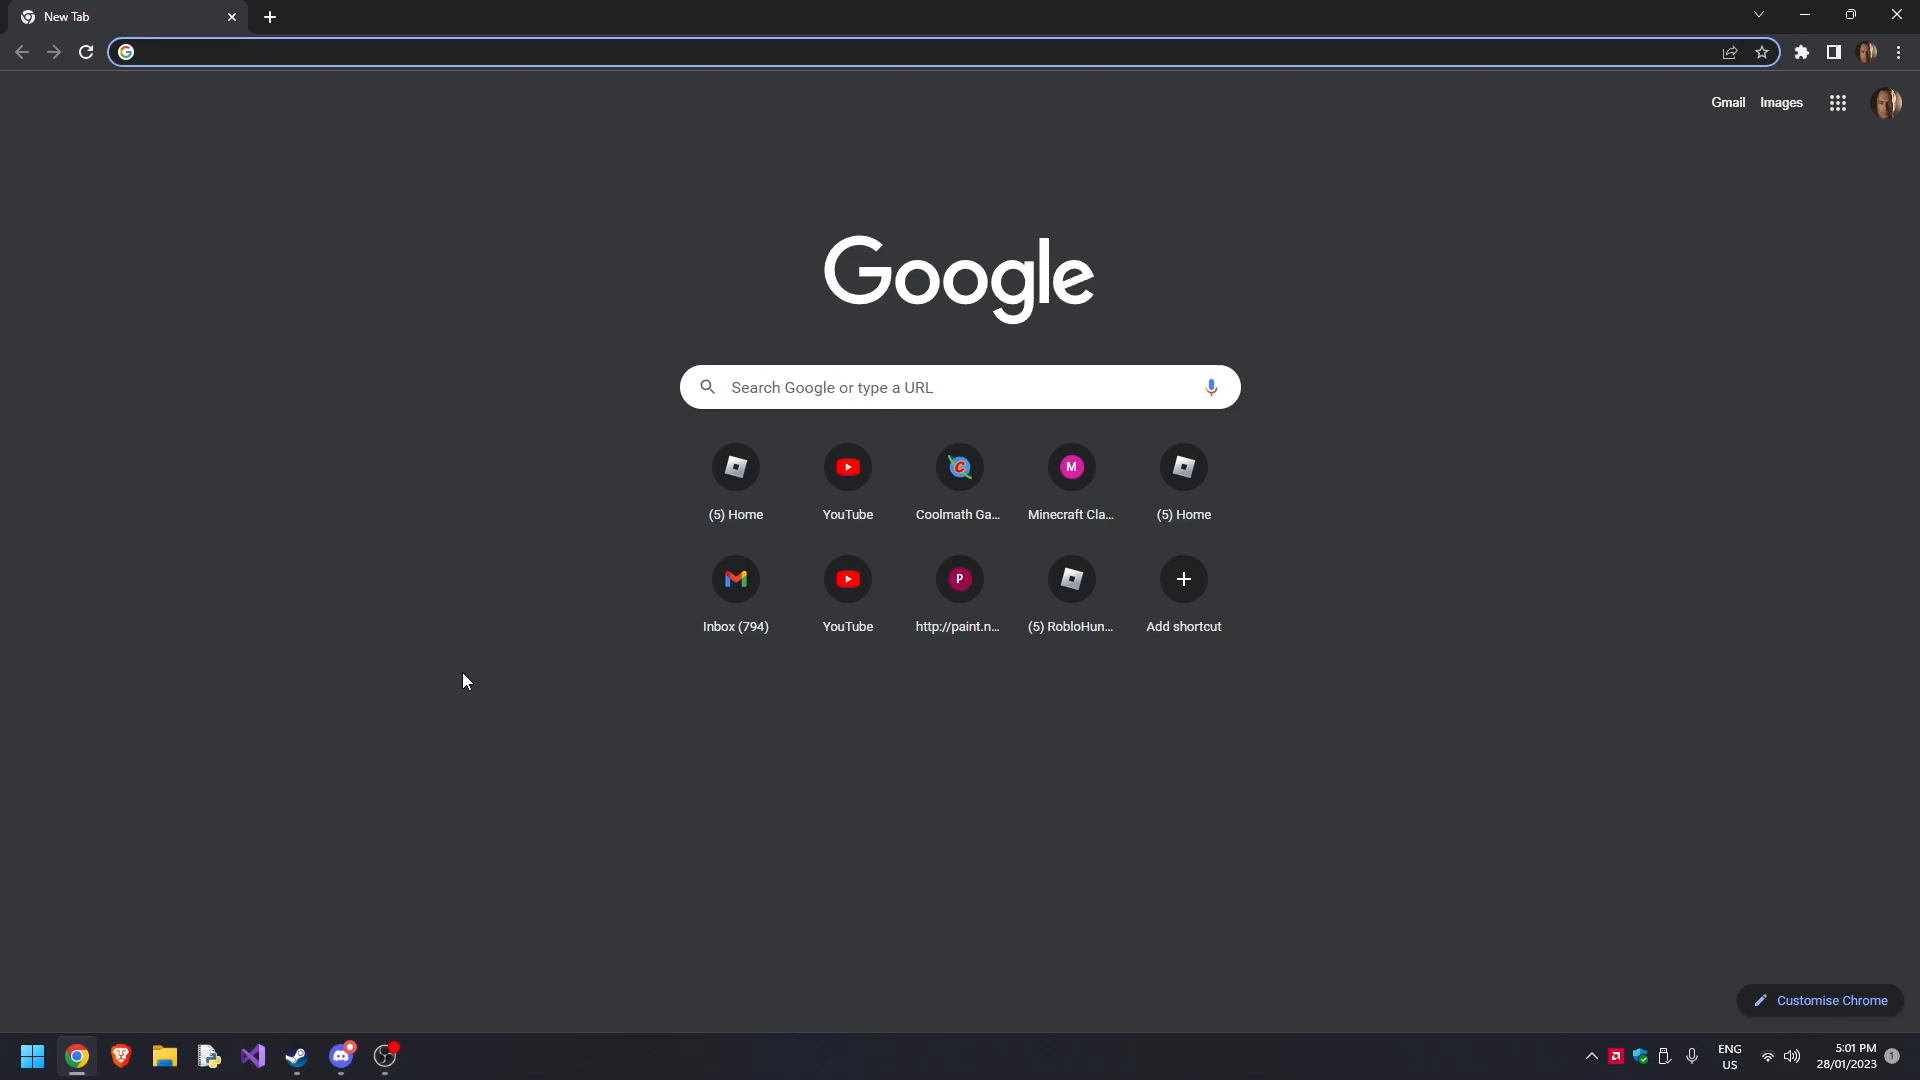 New Tab
Gmail Images
Google
Search Google or type a URL
(5) Home
YouTube
Coolmath Ga...
Minecraft Cla...
(5) Home
Inbox (794)
YouTube
http://paint.n...
(5) RobloHun...
Add shortcut
Customise Chrome
ENG
US
5:01 PM
28/01/2023
1